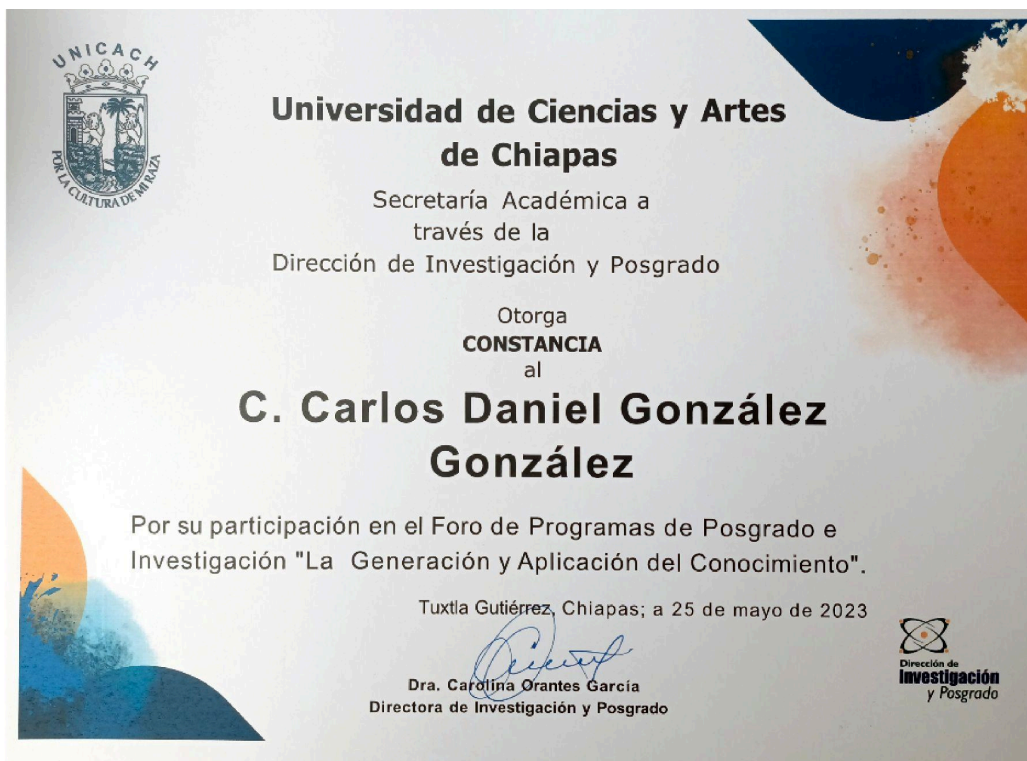 UNICACH
POR LA CULTURA DE MI RAZA
Universidad de Ciencias y Artes
de Chiapas
Secretaría Académica a
través de la
Dirección de Investigación y Posgrado
Otorga
CONSTANCIA
al
C. Carlos Daniel González
González
Por su participación en el Foro de Programas de Posgrado e
Investigación "La Generación y Aplicación del Conocimiento".
Tuxtla Gutiérrez, Chiapas; a 25 de mayo de 2023
Dra. Carolina Orantes García
Directora de Investigación y Posgrado
Dirección de
Investigación
y Posgrado